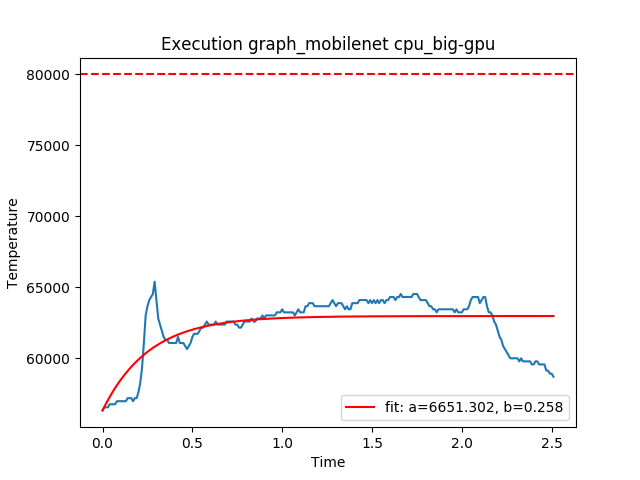 Execution graph_mobilenet cpu_big-gpu
80000
75000
70000
65000
60000
Temperature
fit: a=6651.302, b=0.258
0.0 0.5 1.0 1.5 2.0 2.5
Time